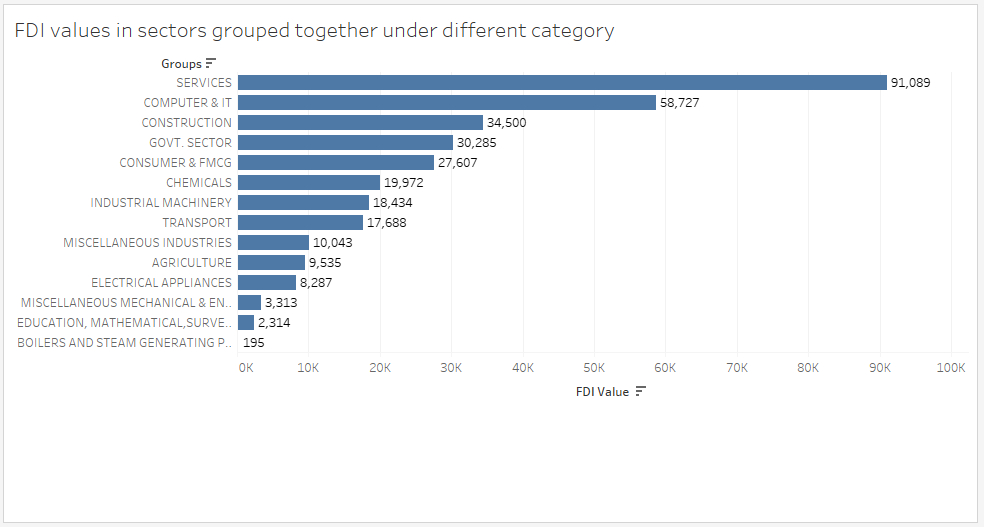 FDI values in sectors grouped together under different category
Groups
SERVICES 91,089
COMPUTER & IT 58,727
CONSTRUCTION 34,500
GOVT. SECTOR 30,285
CONSUMER & FMCG 27,607
CHEMICALS 19,972
INDUSTRIAL MACHINERY 18,434
TRANSPORT 17,688
MISCELLANEOUS INDUSTRIES 10,043
AGRICULTURE 9,535
ELECTRICAL APPLIANCES 8,287
MISCELLANEOUS MECHANICAL & EN.. 3,313
EDUCATION, MATHEMATICAL,SURVE.. 2,314
BOILERS AND STEAM GENERATING P.. 195
0K 10K 20K 30K 40K 50K 60K 70K 80K 90K 100K
FDI Value